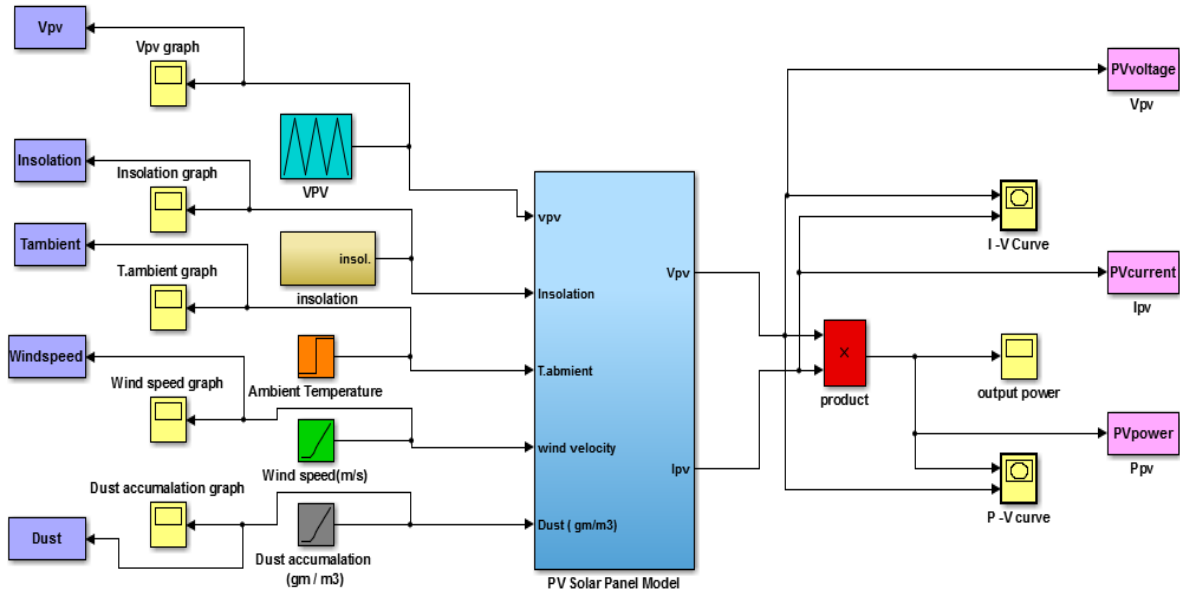 Vpv
Vpv graph
VPV
Insolation
Insolation graph
insol.
insolation
Tambient
T.ambient graph
Ambient Temperature
Windspeed
Wind speed graph
Wind speed(m/s)
Dust accumalation graph
Dust
Dust accumalation
(gm / m3)
vpv
Insolation
T.abmient
wind velocity
Dust ( gm/m3)
Vpv
Ipv
PV Solar Panel Model
X
product
PVvoltage
Vpv
I -V Curve
PVcurrent
Ipv
output power
PVpower
Ppv
P -V curve